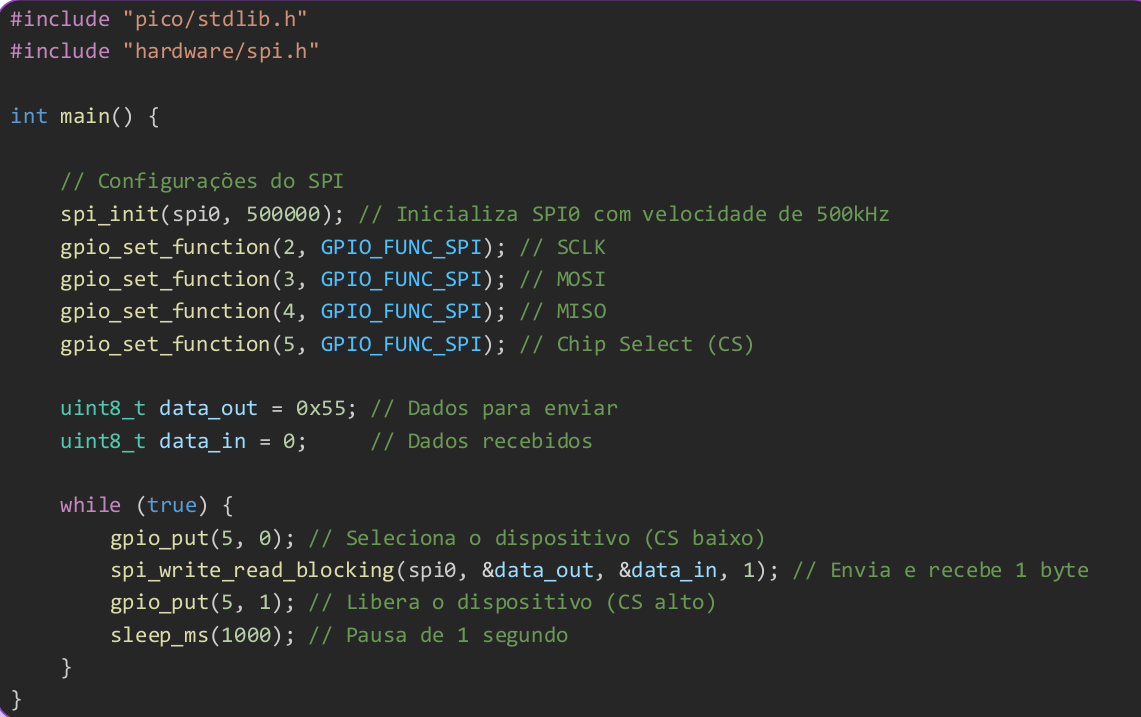 #include "pico/stdlib.h"
#include "hardware/spi.h"
int main() {
// Configurações do SPI
spi_init(spi0, 500000); // Inicializa SPI0 com velocidade de 500kHz
gpio_set_function(2, GPIO_FUNC_SPI); // SCLK
gpio_set_function(3, GPIO_FUNC_SPI); // MOSI
gpio_set_function(4, GPIO_FUNC_SPI); // MISO
gpio_set_function(5, GPIO_FUNC_SPI); // Chip Select (CS)
uint8_t data_out = 0x55; // Dados para enviar
uint8_t data_in = 0;     // Dados recebidos
while (true) {
gpio_put(5, 0); // Seleciona o dispositivo (CS baixo)
spi_write_read_blocking(spi0, &data_out, &data_in, 1); // Envia e recebe 1 byte
gpio_put(5, 1); // Libera o dispositivo (CS alto)
sleep_ms(1000); // Pausa de 1 segundo
}
}